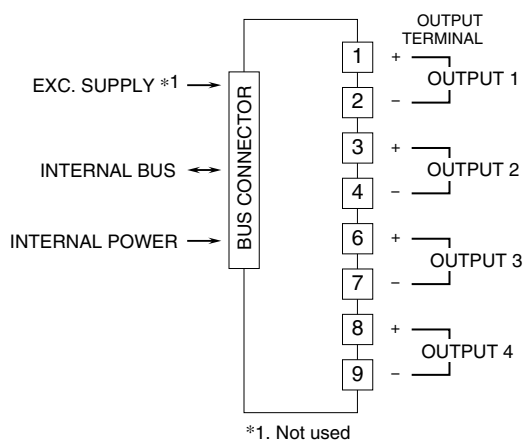 OUTPUT
TERMINAL
EXC. SUPPLY *1
INTERNAL BUS
INTERNAL POWER
BUS CONNECTOR
1 +
2 −
OUTPUT 1
3 +
4 −
OUTPUT 2
6 +
7 −
OUTPUT 3
8 +
9 −
OUTPUT 4
*1. Not used